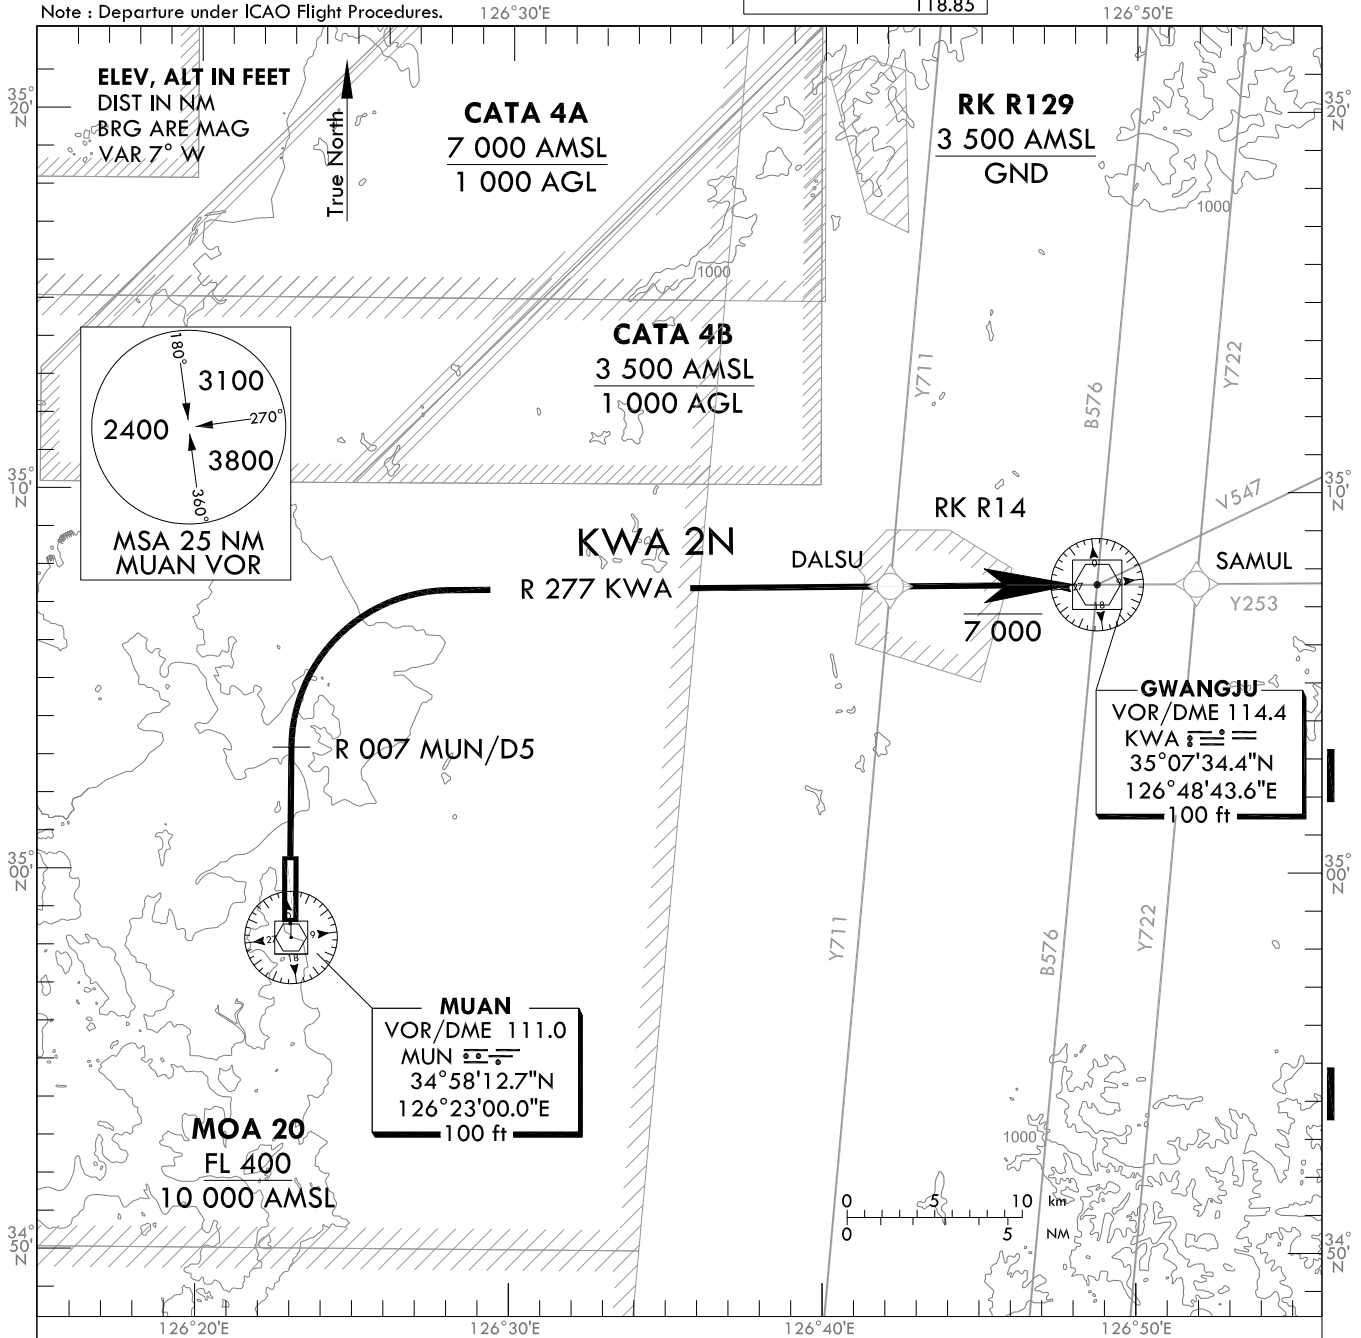 Note : Departure under ICAO Flight Procedures.
118.85
126°30'E
126°50'E
35°
20'
N
35°
20'
N
ELEV, ALT IN FEET
DIST IN NM
BRG ARE MAG
VAR 7° W
True North
CATA 4A
7 000 AMSL
1 000 AGL
RK R129
3 500 AMSL
GND
1000
1000
CATA 4B
3 500 AMSL
1 000 AGL
Y711
B576
Y722
180°
3100
270°
2400
3800
360°
MSA 25 NM
MUAN VOR
35°
10'
N
35°
10'
N
RK R14
V547
KWA 2N
DALSU
SAMUL
R 277 KWA
Y253
7 000
0
9
18
27
GWANGJU
VOR/DME 114.4
KWA
35°07'34.4"N
126°48'43.6"E
100 ft
R 007 MUN/D5
35°
00'
N
35°
00'
N
27
9
18
Y711
B576
Y722
MUAN
VOR/DME 111.0
MUN
34°58'12.7"N
126°23'00.0"E
100 ft
MOA 20
FL 400
10 000 AMSL
1000
0 5 10 km
0 5 NM
34°
50'
N
34°
50'
N
126°20'E
126°30'E
126°40'E
126°50'E